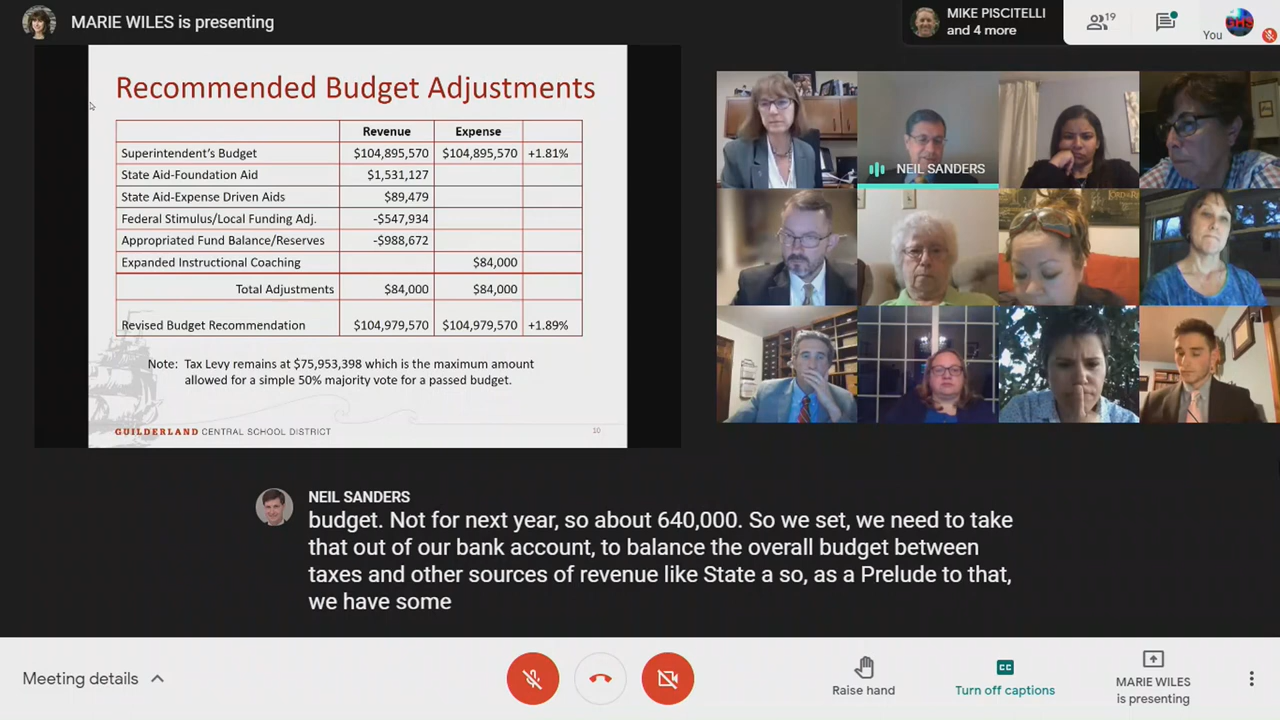 MARIE WILES is presenting
MIKE PISCITELLI
and 4 more
19
You
GHS
Recommended Budget Adjustments
Revenue Expense
Superintendent's Budget $104,895,570 $104,895,570 +1.81%
State Aid-Foundation Aid $1,531,127
State Aid-Expense Driven Aids $89,479
Federal Stimulus/Local Funding Adj. -$547,934
Appropriated Fund Balance/Reserves -$988,672
Expanded Instructional Coaching $84,000
Total Adjustments $84,000 $84,000
Revised Budget Recommendation $104,979,570 $104,979,570 +1.89%
Note: Tax Levy remains at $75,953,398 which is the maximum amount
allowed for a simple 50% majority vote for a passed budget.
GUILDERLAND CENTRAL SCHOOL DISTRICT
10
NEIL SANDERS
NEIL SANDERS
budget. Not for next year, so about 640,000. So we set, we need to take
that out of our bank account, to balance the overall budget between
taxes and other sources of revenue like State a so, as a Prelude to that,
we have some
Meeting details
Raise hand
CC
Turn off captions
MARIE WILES
is presenting